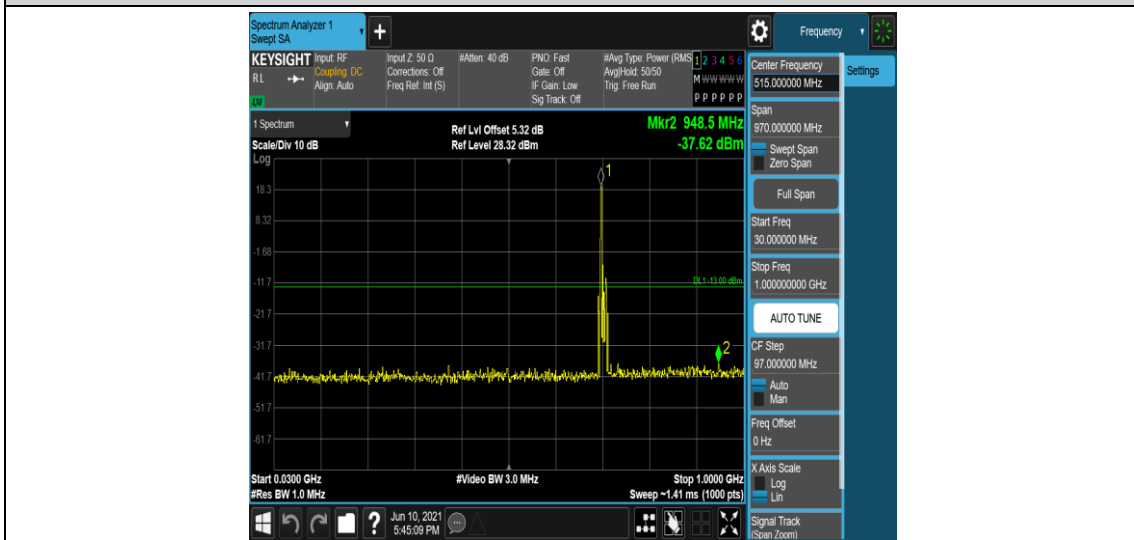 Spectrum Analyzer 1
Swept SA
Frequency
KEYSIGHT
RL
LXI
Input: RF
Coupling: DC
Align: Auto
Input Z: 50 Ω
Corrections: Off
Freq Ref: Int (S)
#Atten: 40 dB
PNO: Fast
Gate: Off
IF Gain: Low
Sig Track: Off
#Avg Type: Power (RMS
Avg|Hold: 50/50
Trig: Free Run
1 2 3 4 5 6
M W W W W W
P P P P P P
Center Frequency
515.000000 MHz
Settings
1 Spectrum
Scale/Div 10 dB
Log
Ref Lvl Offset 5.32 dB
Ref Level 28.32 dBm
Mkr2 948.5 MHz
-37.62 dBm
Span
970.000000 MHz
Swept Span
Zero Span
Full Span
1
18.3
8.32
-1.68
-11.7
-21.7
-31.7
-41.7
-51.7
-61.7
DL1 -13.00 dBm
2
Start Freq
30.000000 MHz
Stop Freq
1.000000000 GHz
AUTO TUNE
CF Step
97.000000 MHz
Auto
Man
Freq Offset
0 Hz
X Axis Scale
Log
Lin
Signal Track
(Span Zoom)
Start 0.0300 GHz
#Res BW 1.0 MHz
#Video BW 3.0 MHz
Stop 1.0000 GHz
Sweep ~1.41 ms (1000 pts)
?
Jun 10, 2021
5:45:09 PM